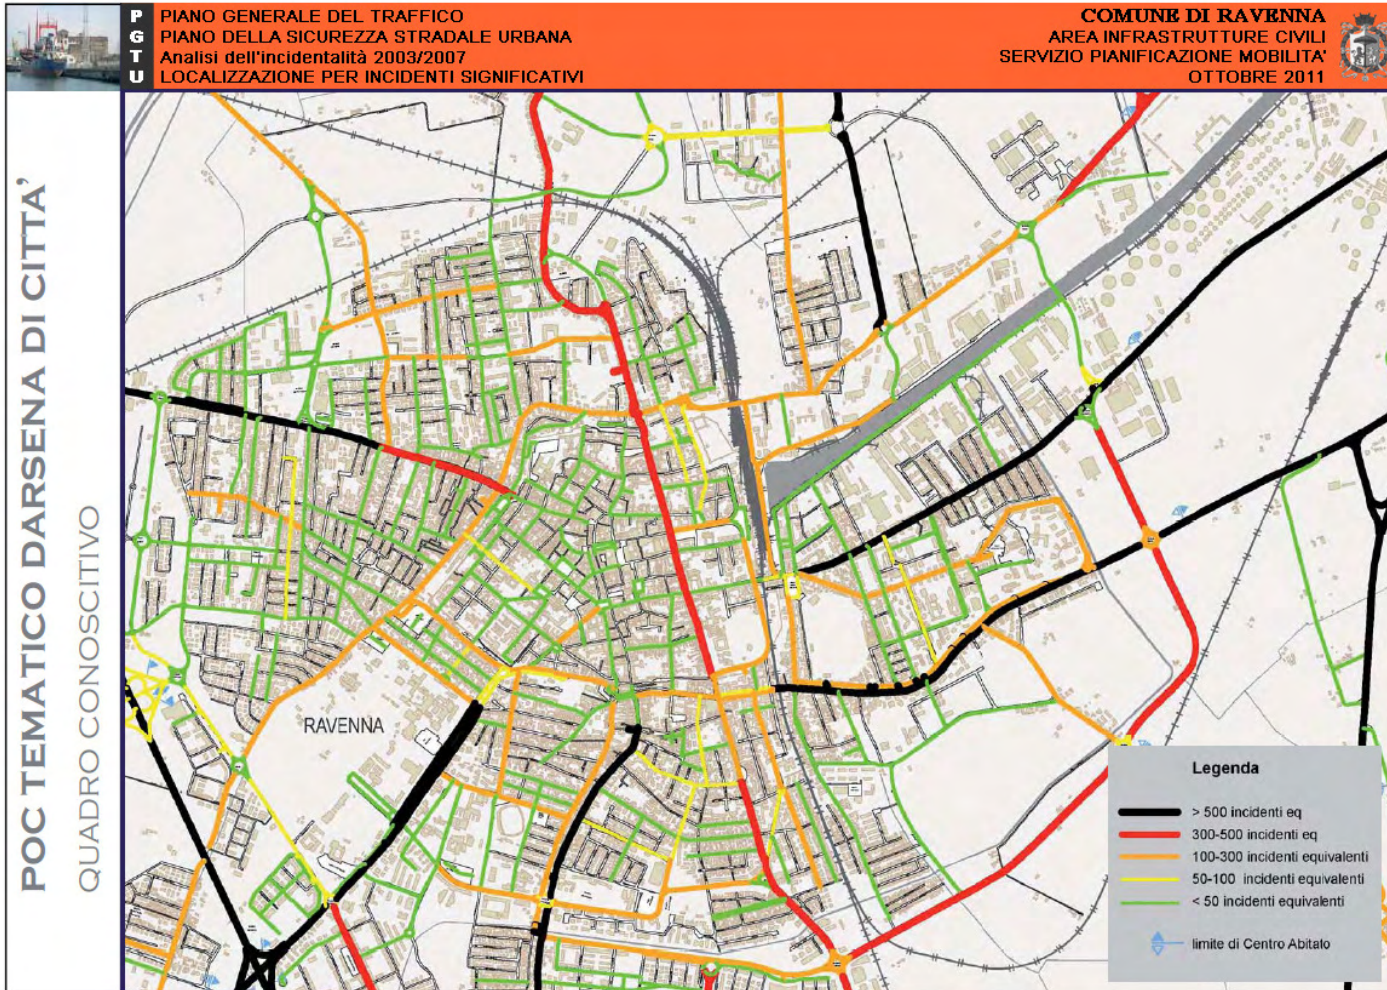 P
G
T
U
PIANO GENERALE DEL TRAFFICO
PIANO DELLA SICUREZZA STRADALE URBANA
Analisi dell'incidentalità 2003/2007
LOCALIZZAZIONE PER INCIDENTI SIGNIFICATIVI
COMUNE DI RAVENNA
AREA INFRASTRUTTURE CIVILI
SERVIZIO PIANIFICAZIONE MOBILITA'
OTTOBRE 2011
POC TEMATICO DARSENA DI CITTA'
QUADRO CONOSCITIVO
RAVENNA
Legenda
> 500 incidenti eq
300-500 incidenti eq
100-300 incidenti equivalenti
50-100 incidenti equivalenti
< 50 incidenti equivalenti
limite di Centro Abitato